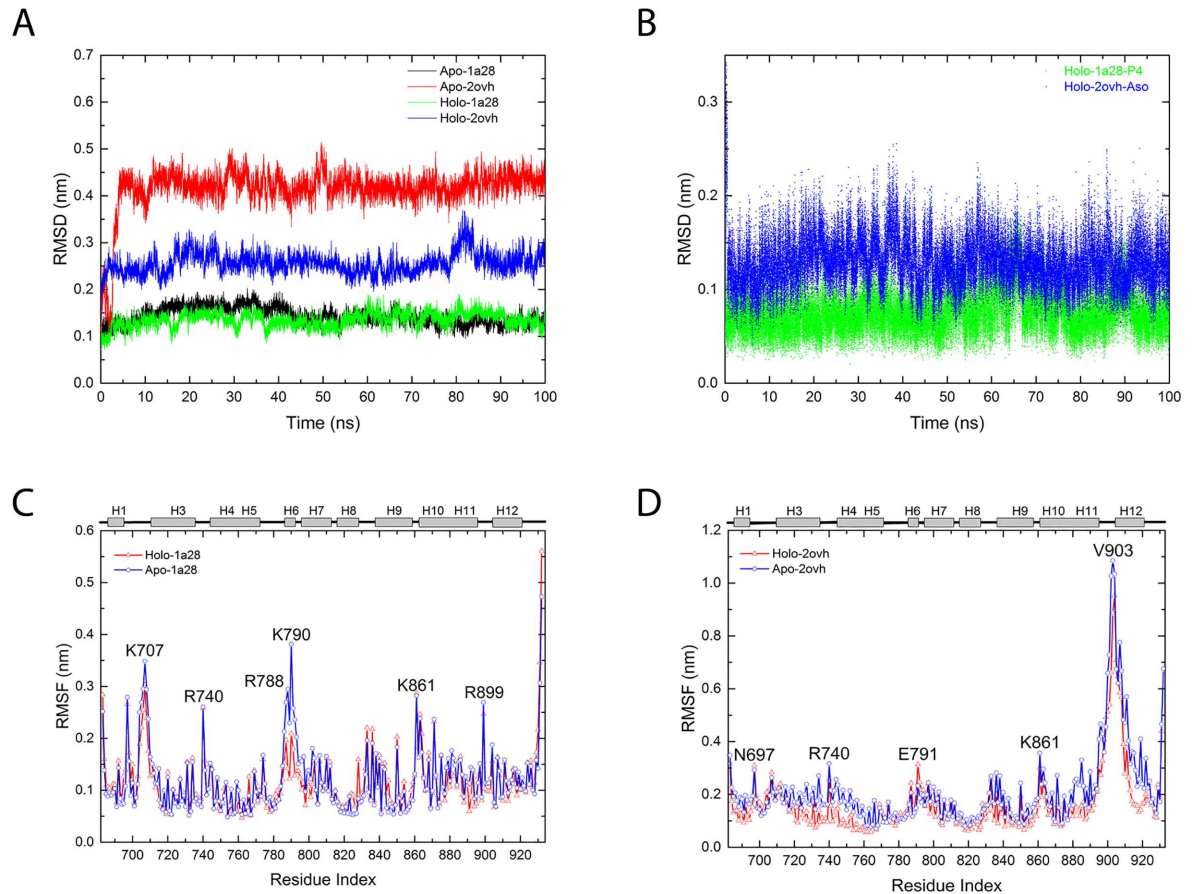 A
0.7
0.6
0.5
0.4
0.3
0.2
0.1
0.0
RMSD (nm)
Apo-1a28
Apo-2ovh
Holo-1a28
Holo-2ovh
0 10 20 30 40 50 60 70 80 90 100
Time (ns)
B
0.3
0.2
0.1
0.0
RMSD (nm)
Holo-1a28-P4
Holo-2ovh-Aso
0 10 20 30 40 50 60 70 80 90 100
Time (ns)
C
H1 H3 H4 H5 H6 H7 H8 H9 H10 H11 H12
0.6
0.5
0.4
0.3
0.2
0.1
0.0
RMSF (nm)
Holo-1a28
Apo-1a28
K707
R740
R788
K790
K861
R899
700 720 740 760 780 800 820 840 860 880 900 920
Residue Index
D
H1 H3 H4 H5 H6 H7 H8 H9 H10 H11 H12
1.2
1.0
0.8
0.6
0.4
0.2
0.0
RMSF (nm)
Holo-2ovh
Apo-2ovh
V903
N697
R740
E791
K861
700 720 740 760 780 800 820 840 860 880 900 920
Residue Index